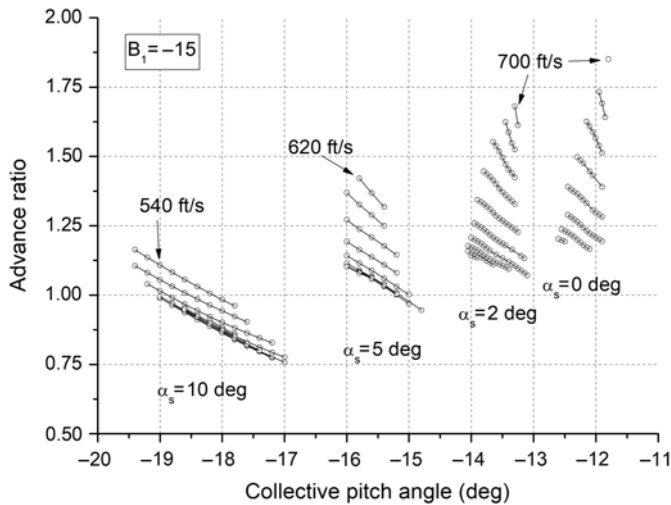 2.00
1.75
1.50
1.25
1.00
0.75
0.50
Advance ratio
B₁= –15
700 ft/s
620 ft/s
540 ft/s
αₛ=0 deg
αₛ=2 deg
αₛ=5 deg
αₛ=10 deg
–20 –19 –18 –17 –16 –15 –14 –13 –12 –11
Collective pitch angle (deg)